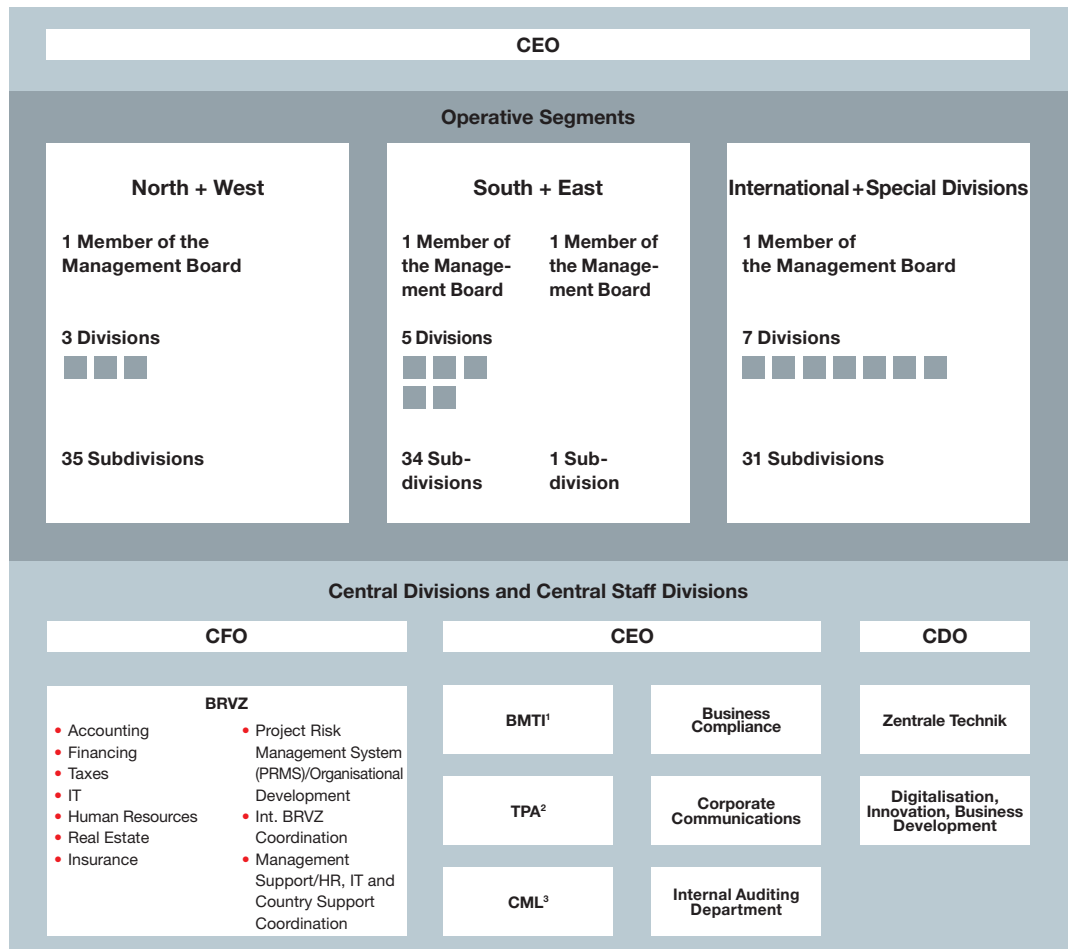 CEO
Operative Segments
North + West
1 Member of the
Management Board
3 Divisions
35 Subdivisions
South + East
1 Member of
the Manage-
ment Board
1 Member of
the Manage-
ment Board
5 Divisions
34 Sub-
divisions
1 Sub-
division
International + Special Divisions
1 Member of
the Management Board
7 Divisions
31 Subdivisions
Central Divisions and Central Staff Divisions
CFO
BRVZ
• Accounting
• Financing
• Taxes
• IT
• Human Resources
• Real Estate
• Insurance
• Project Risk
Management System
(PRMS)/Organisational
Development
• Int. BRVZ
Coordination
• Management
Support/HR, IT and
Country Support
Coordination
CEO
BMTI¹
TPA²
CML³
Business
Compliance
Corporate
Communications
Internal Auditing
Department
CDO
Zentrale Technik
Digitalisation,
Innovation, Business
Development